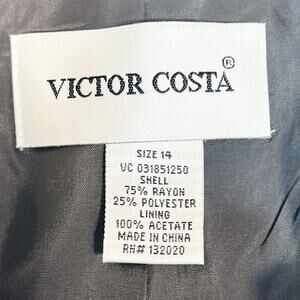 VICTOR COSTA®
SIZE 14
VC 031851250
SHELL
75% RAYON
25% POLYESTER
LINING
100% ACETATE
MADE IN CHINA
RN# 132020